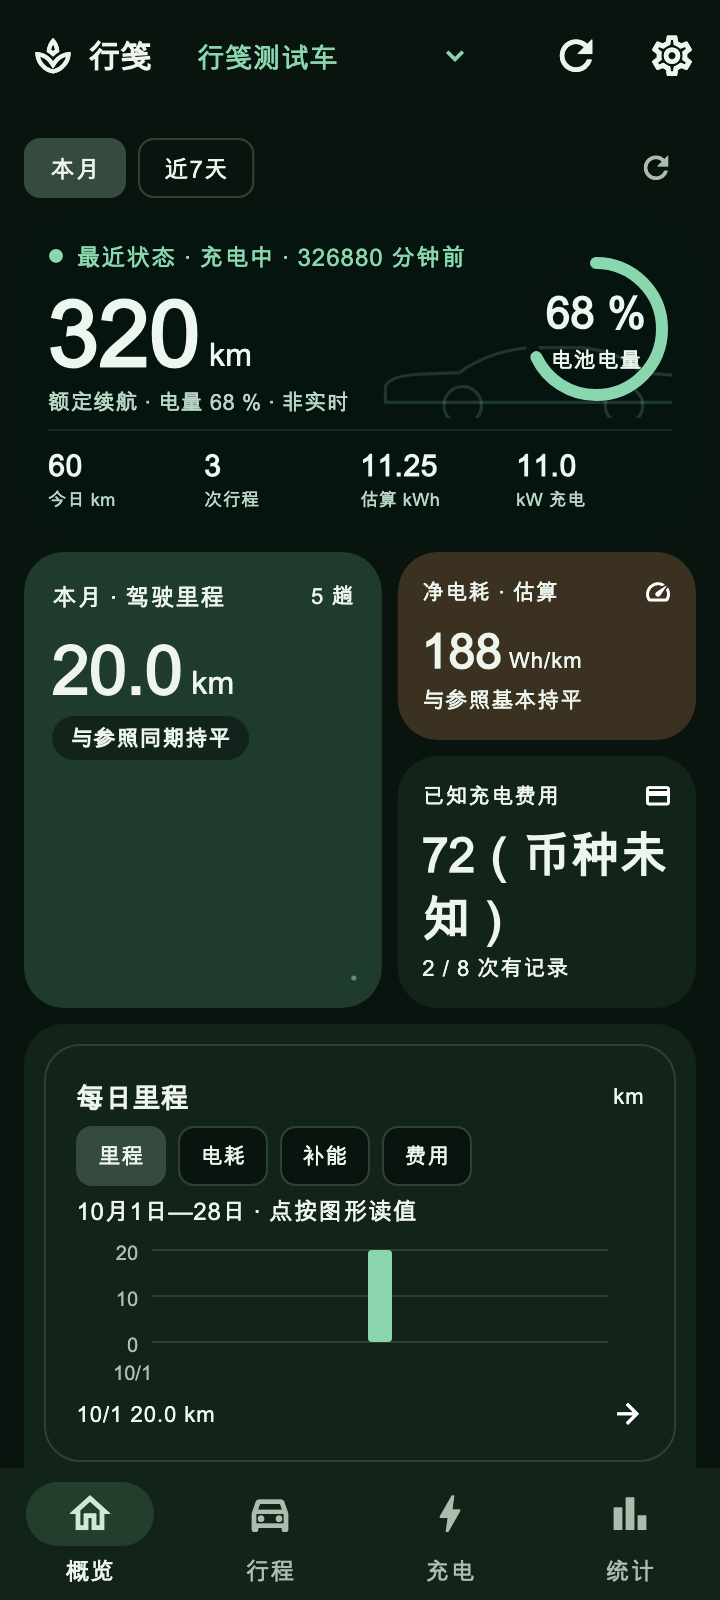 行笺 行笺测试车
本月 近7天
最近状态 · 充电中 · 326880 分钟前
320 km
68 %
电池电量
额定续航 · 电量 68 % · 非实时
60 3 11.25 11.0
今日 km 次行程 估算 kWh kW 充电
本月 · 驾驶里程 5 趟
20.0 km
与参照同期持平
净电耗 · 估算
188 Wh/km
与参照基本持平
已知充电费用
72 ( 币种未
知 )
2 / 8 次有记录
每日里程 km
里程 电耗 补能 费用
10月1日—28日 · 点按图形读值
20
10
0
10/1
10/1 20.0 km
概览 行程 充电 统计